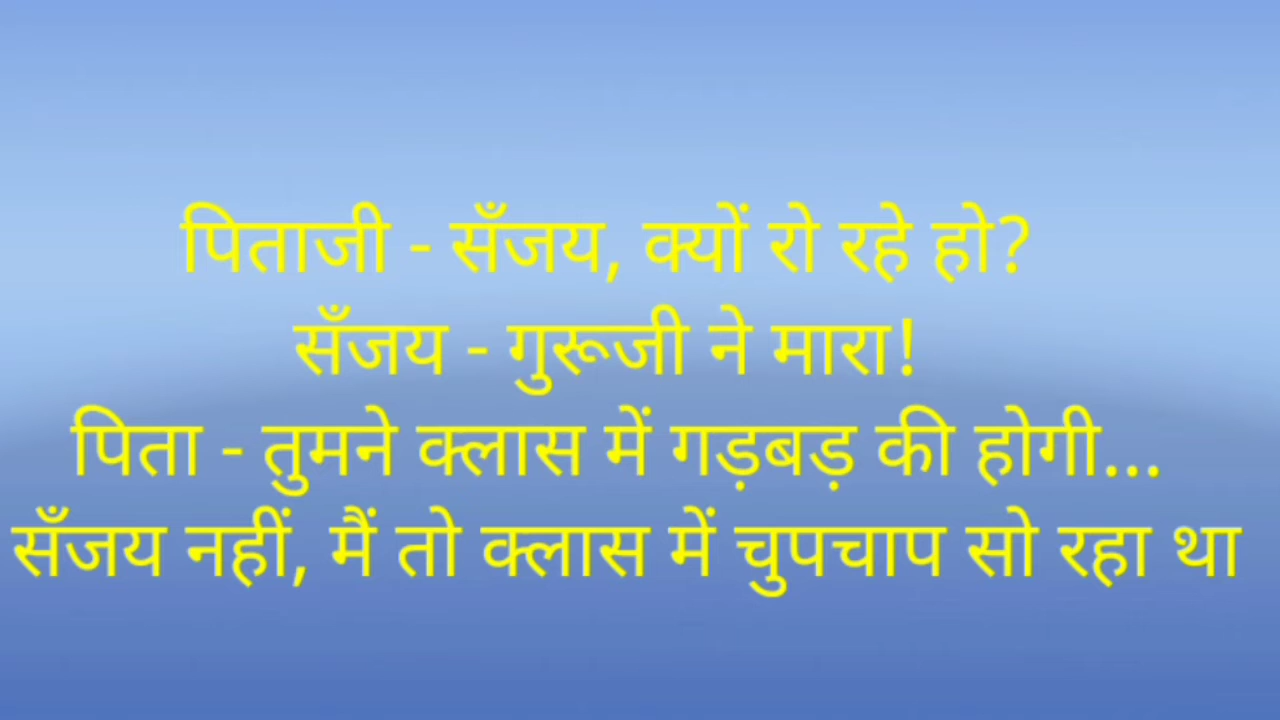 पिताजी - सँजय, क्यों रो रहे हो?
सँजय - गुरूजी ने मारा!
पिता - तुमने क्लास में गड़बड़ की होगी...
सँजय नहीं, मैं तो क्लास में चुपचाप सो रहा था